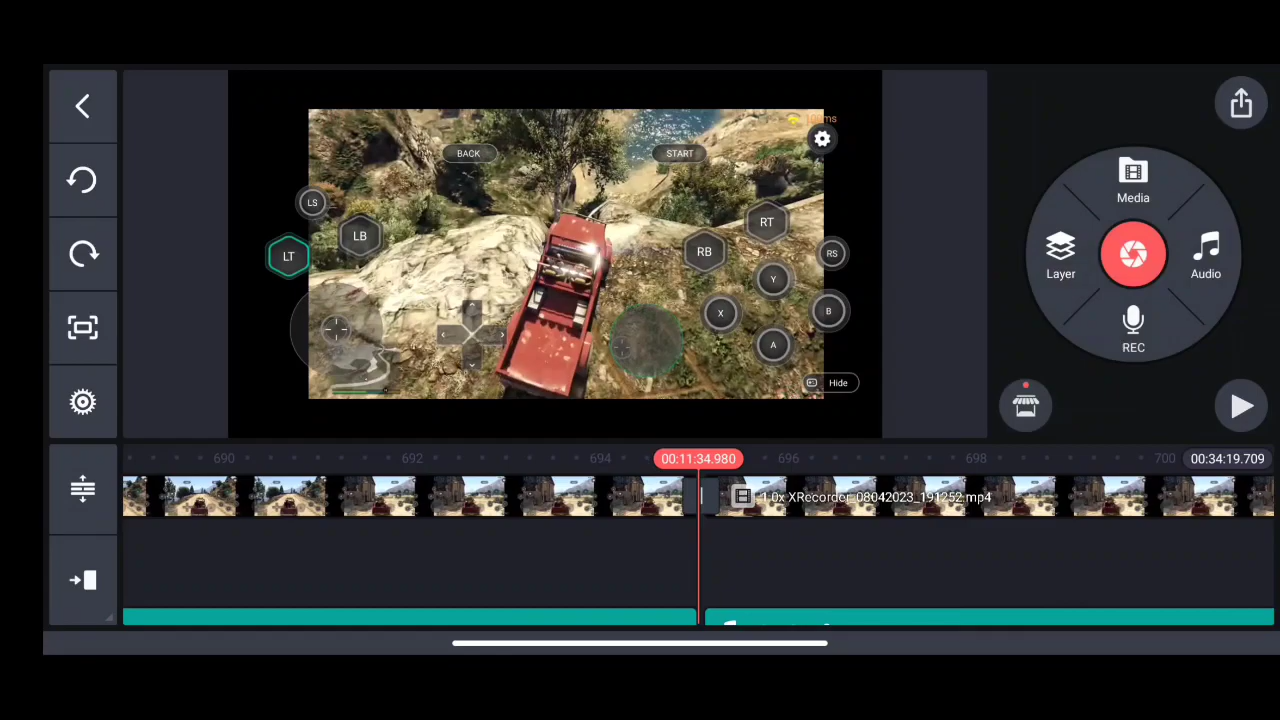 108ms
BACK
START
LS
LB
LT
RT
RB
RS
Y
X
B
A
Hide
Media
Layer
Audio
REC
690
692
694
00:11:34.980
696
698
700
00:34:19.709
1.0x XRecorder_08042023_191252.mp4